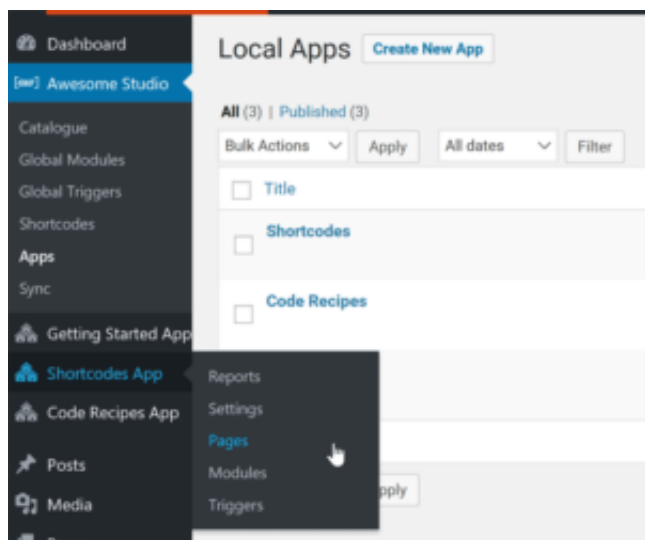 Dashboard
Awesome Studio
Catalogue
Global Modules
Global Triggers
Shortcodes
Apps
Sync
Getting Started App
Shortcodes App
Code Recipes App
Posts
Media
Reports
Settings
Pages
Modules
Triggers
Local Apps Create New App
All (3) | Published (3)
Bulk Actions Apply All dates Filter
Title
Shortcodes
Code Recipes
pply